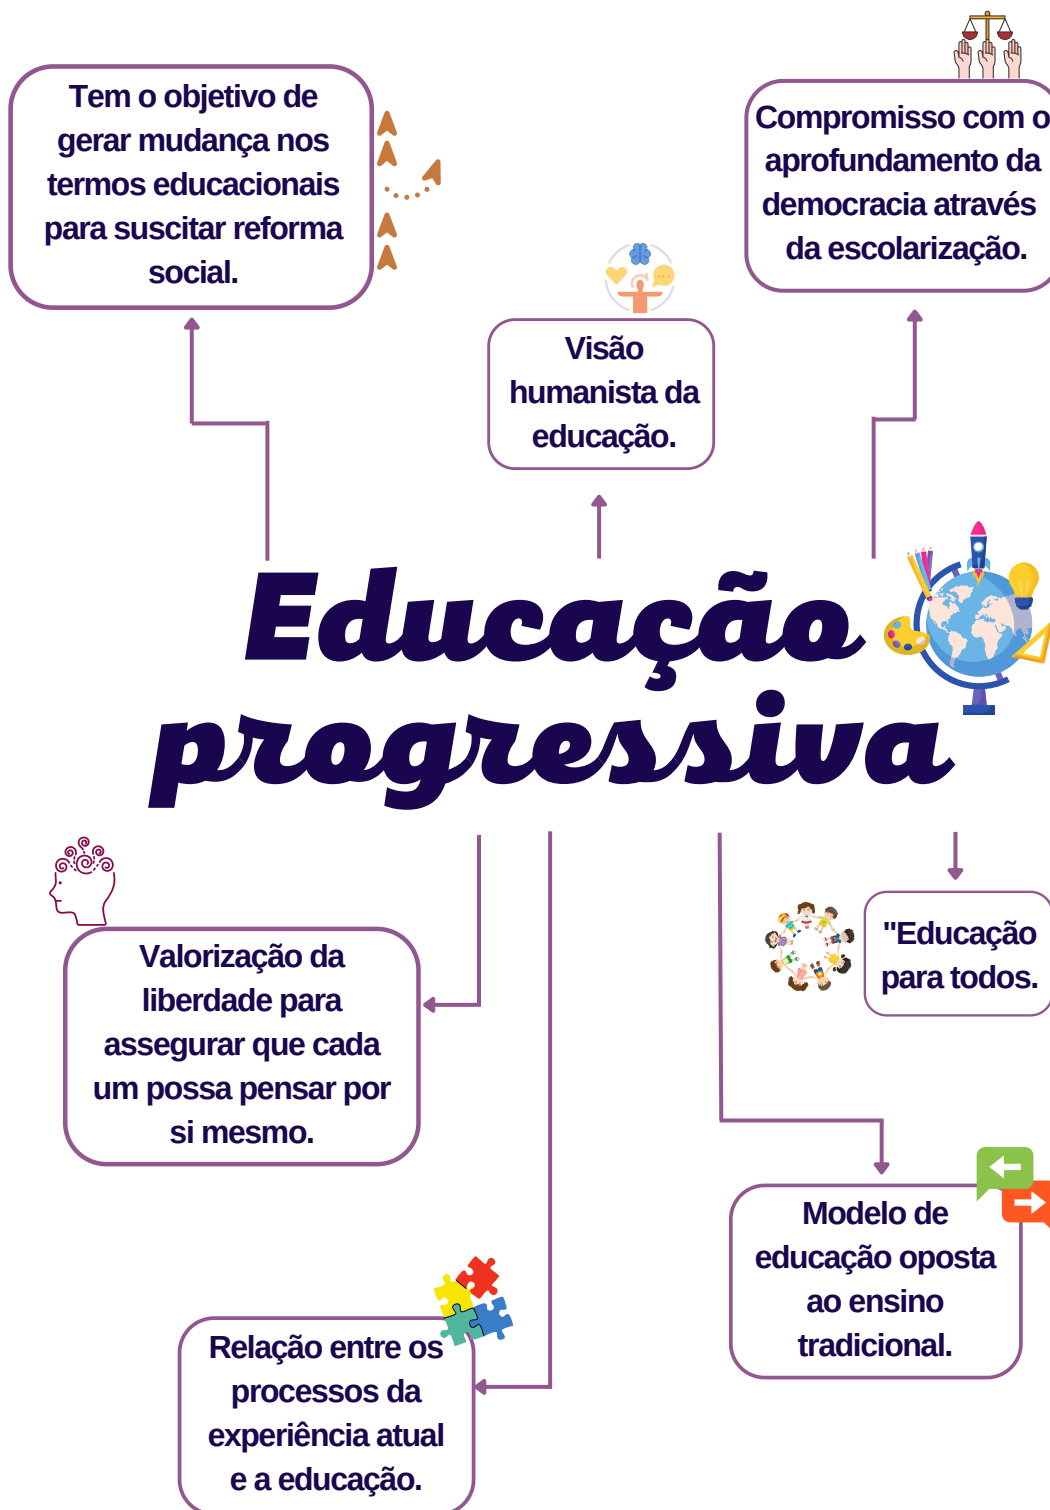 Tem o objetivo de
gerar mudança nos
termos educacionais
para suscitar reforma
social.
Visão
humanista da
educação.
Compromisso com o
aprofundamento da
democracia através
da escolarização.
Educação
progressiva
Valorização da
liberdade para
assegurar que cada
um possa pensar por
si mesmo.
"Educação
para todos.
Relação entre os
processos da
experiência atual
e a educação.
Modelo de
educação oposta
ao ensino
tradicional.